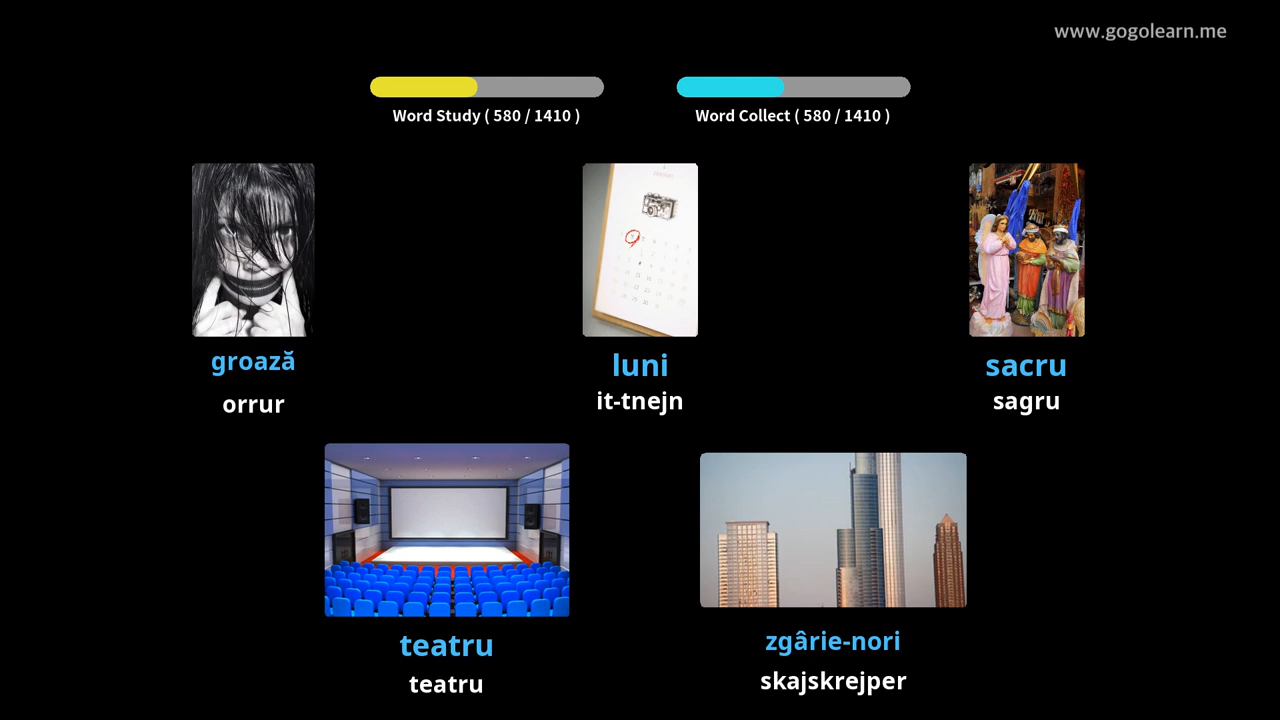 www.gogolearn.me
Word Study ( 580 / 1410 )
Word Collect ( 580 / 1410 )
groază
orrur
luni
it-tnejn
sacru
sagru
teatru
teatru
zgârie-nori
skajskrejper